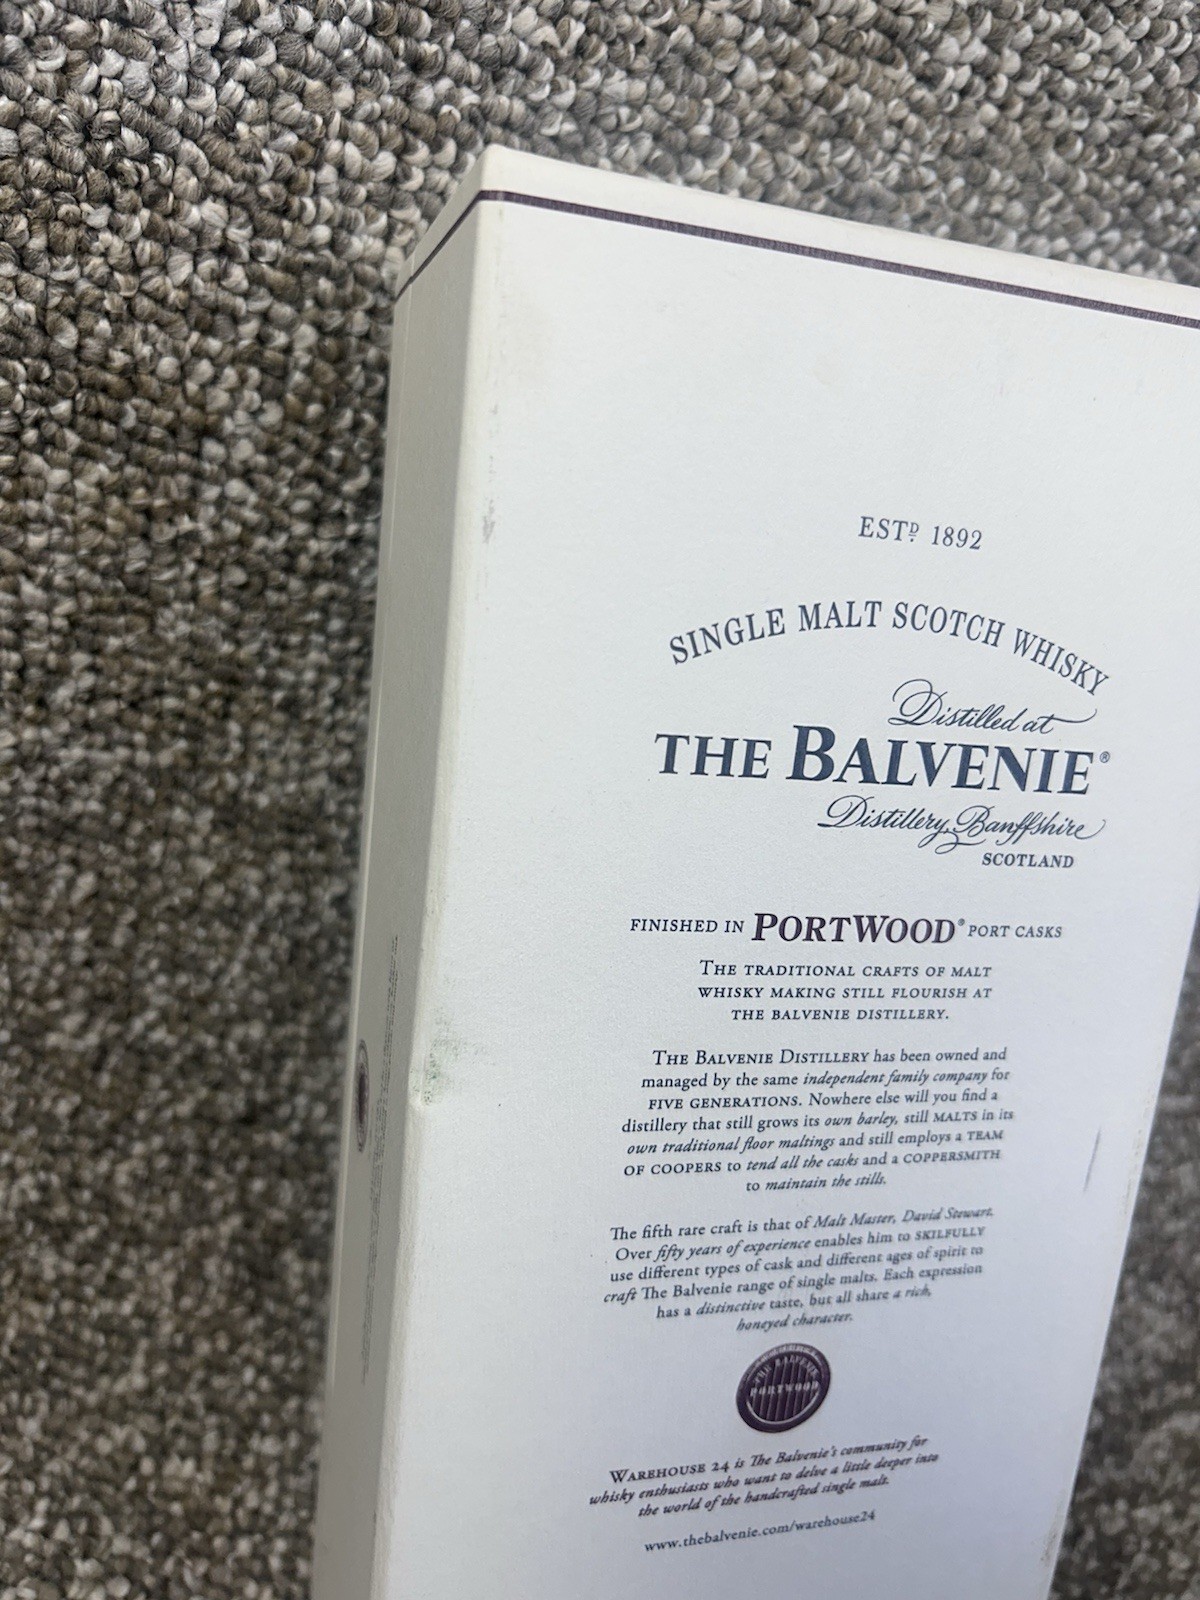 ESTD 1892
SINGLE MALT SCOTCH WHISKY
Distilled at
THE BALVENIE®
Distillery, Banffshire
SCOTLAND
FINISHED IN PORTWOOD® PORT CASKS
THE TRADITIONAL CRAFTS OF MALT
WHISKY MAKING STILL FLOURISH AT
THE BALVENIE DISTILLERY.
THE BALVENIE DISTILLERY has been owned and
managed by the same independent family company for
FIVE GENERATIONS. Nowhere else will you find a
distillery that still grows its own barley, still MALTS in its
own traditional floor maltings and still employs a TEAM
OF COOPERS to tend all the casks and a COPPERSMITH
to maintain the stills.
The fifth rare craft is that of Malt Master, David Stewart.
Over fifty years of experience enables him to SKILFULLY
use different types of cask and different ages of spirit to
craft The Balvenie range of single malts. Each expression
has a distinctive taste, but all share a rich,
honeyed character.
THE BALVENIE
PORTWOOD
WAREHOUSE 24 is The Balvenie's community for
whisky enthusiasts who want to delve a little deeper into
the world of the handcrafted single malt.
www.thebalvenie.com/warehouse24